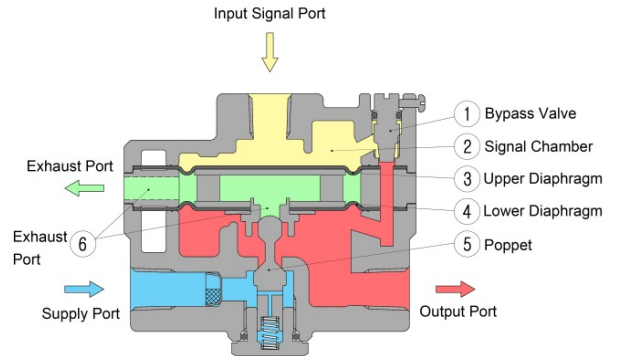 Input Signal Port
1 Bypass Valve
2 Signal Chamber
Exhaust Port
3 Upper Diaphragm
4 Lower Diaphragm
Exhaust
Port
6
5 Poppet
Supply Port
Output Port